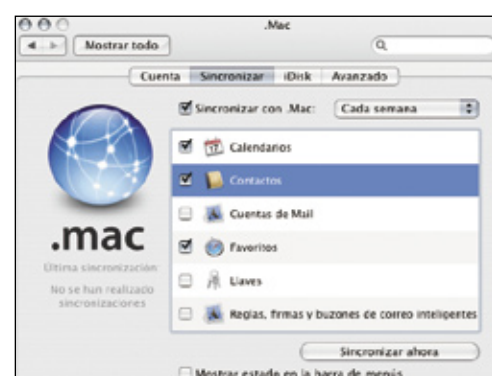 .Mac
Mostrar todo
Cuenta Sincronizar iDisk Avanzado
Sincronizar con .Mac: Cada semana
17 Calendarios
Contactos
Cuentas de Mail
.mac
Favoritos
Última sincronización
No se han realizado
sincronizaciones
Llaves
Reglas, firmas y buzones de correo inteligentes
Sincronizar ahora
Mostrar estado en la barra de menús